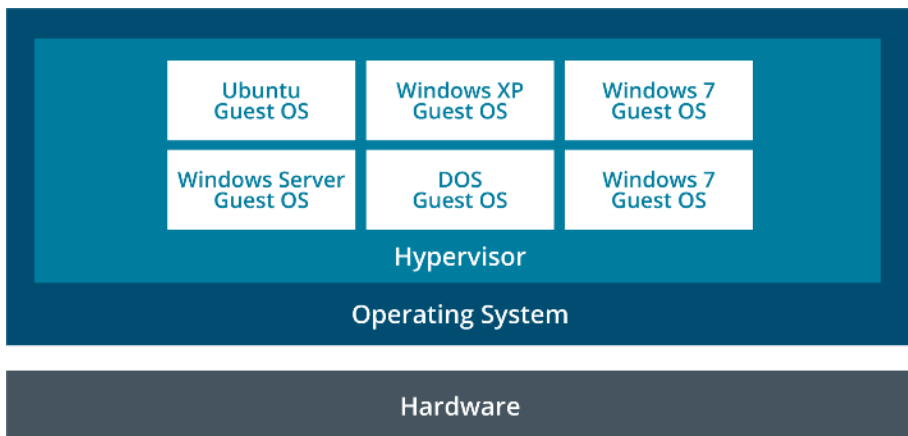 Ubuntu
Guest OS
Windows XP
Guest OS
Windows 7
Guest OS
Windows Server
Guest OS
DOS
Guest OS
Windows 7
Guest OS
Hypervisor
Operating System
Hardware